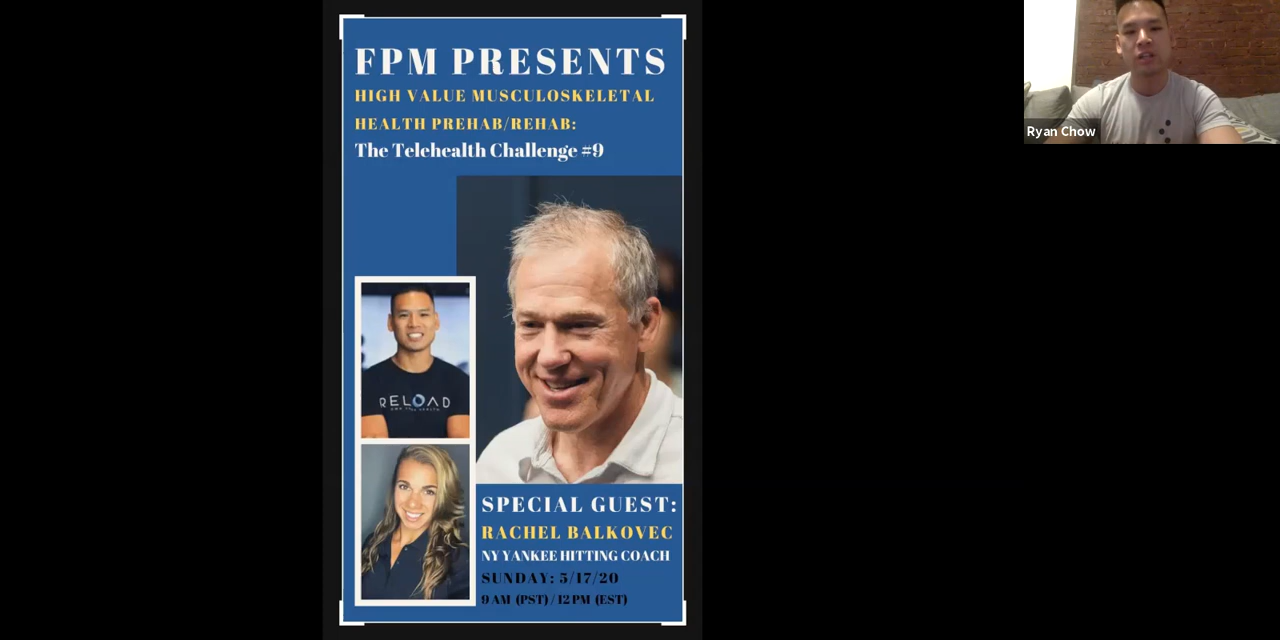 FPM PRESENTS
HIGH VALUE MUSCULOSKELETAL
HEALTH PREHAB/REHAB:
The Telehealth Challenge #9
RELOAD
SPECIAL GUEST:
RACHEL BALKOVEC
NY YANKEE HITTING COACH
SUNDAY: 5/17/20
9 AM (PST) / 12 PM (EST)
Ryan Chow